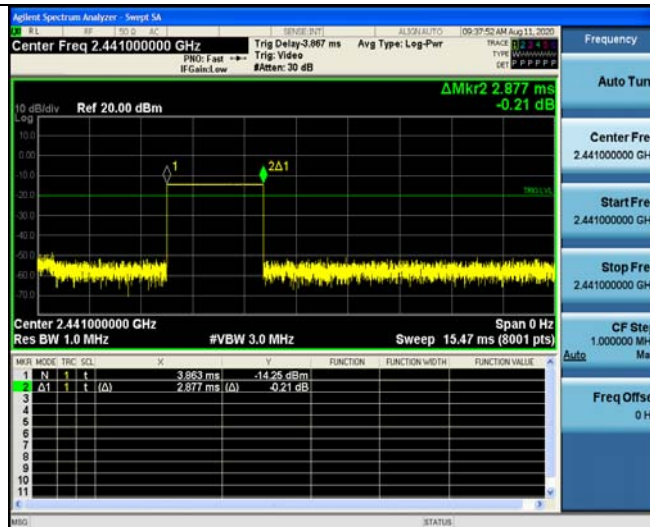 Agilent Spectrum Analyzer - Swept SA
RL RF 50 Ω AC SENSE:INT ALIGN AUTO 09:37:52 AM Aug 11, 2020
Center Freq 2.441000000 GHz
PNO: Fast
IFGain:Low
Trig Delay-3.867 ms
Trig: Video
#Atten: 30 dB
Avg Type: Log-Pwr
TRACE 1 2 3 4 5 6
TYPE
DET P P P P P P
ΔMkr2 2.877 ms
-0.21 dB
10 dB/div Ref 20.00 dBm
Log
10.0
0.00
-10.0
-20.0
-30.0
-40.0
-50.0
-60.0
-70.0
1
2Δ1
TRIG LVL
Center 2.441000000 GHz Span 0 Hz
Res BW 1.0 MHz #VBW 3.0 MHz Sweep 15.47 ms (8001 pts)
MKR MODE TRC SCL X Y FUNCTION FUNCTION WIDTH FUNCTION VALUE
1 N 1 t 3.863 ms -14.25 dBm
2 Δ1 1 t (Δ) 2.877 ms (Δ) -0.21 dB
3
4
5
6
7
8
9
10
11
MSG STATUS
Frequency
Auto Tun
Center Fre
2.441000000 GH
Start Fre
2.441000000 GH
Stop Fre
2.441000000 GH
CF Ste
1.000000 MH
Auto Ma
Freq Offse
0 H